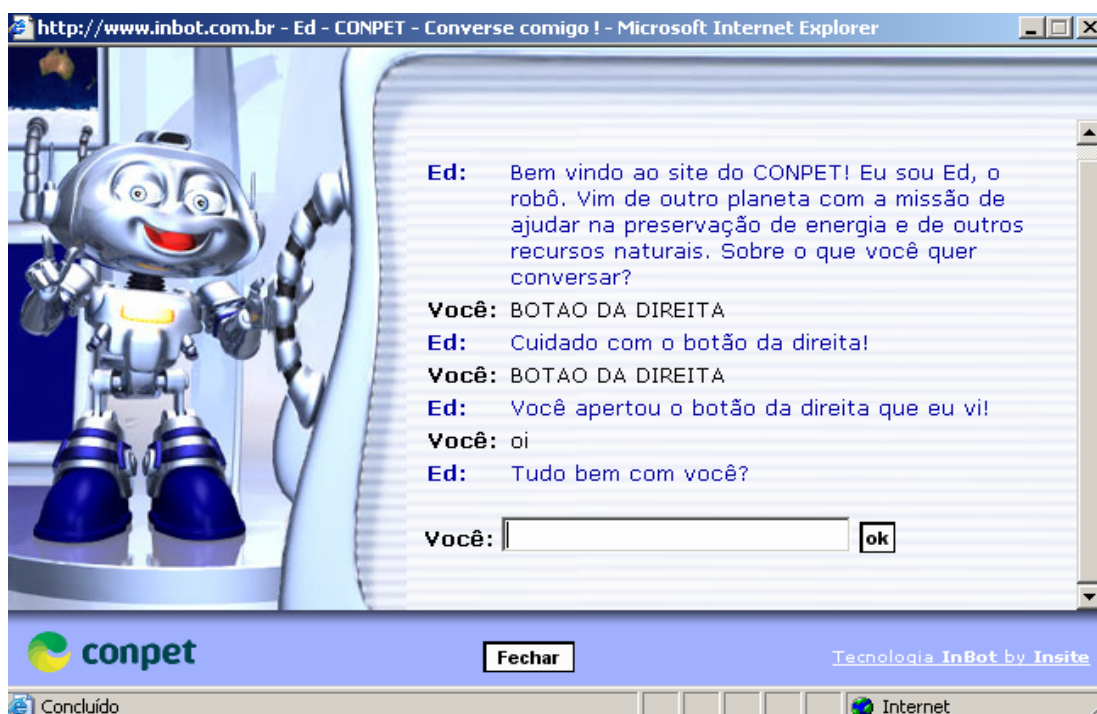 http://www.inbot.com.br - Ed - CONPET - Converse comigo ! - Microsoft Internet Explorer
Ed: Bem vindo ao site do CONPET! Eu sou Ed, o
robô. Vim de outro planeta com a missão de
ajudar na preservação de energia e de outros
recursos naturais. Sobre o que você quer
conversar?
Você: BOTAO DA DIREITA
Ed: Cuidado com o botão da direita!
Você: BOTAO DA DIREITA
Ed: Você apertou o botão da direita que eu vi!
Você: oi
Ed: Tudo bem com você?
Você: ok
conpet Fechar Tecnologia InBot by Insite
Concluído Internet